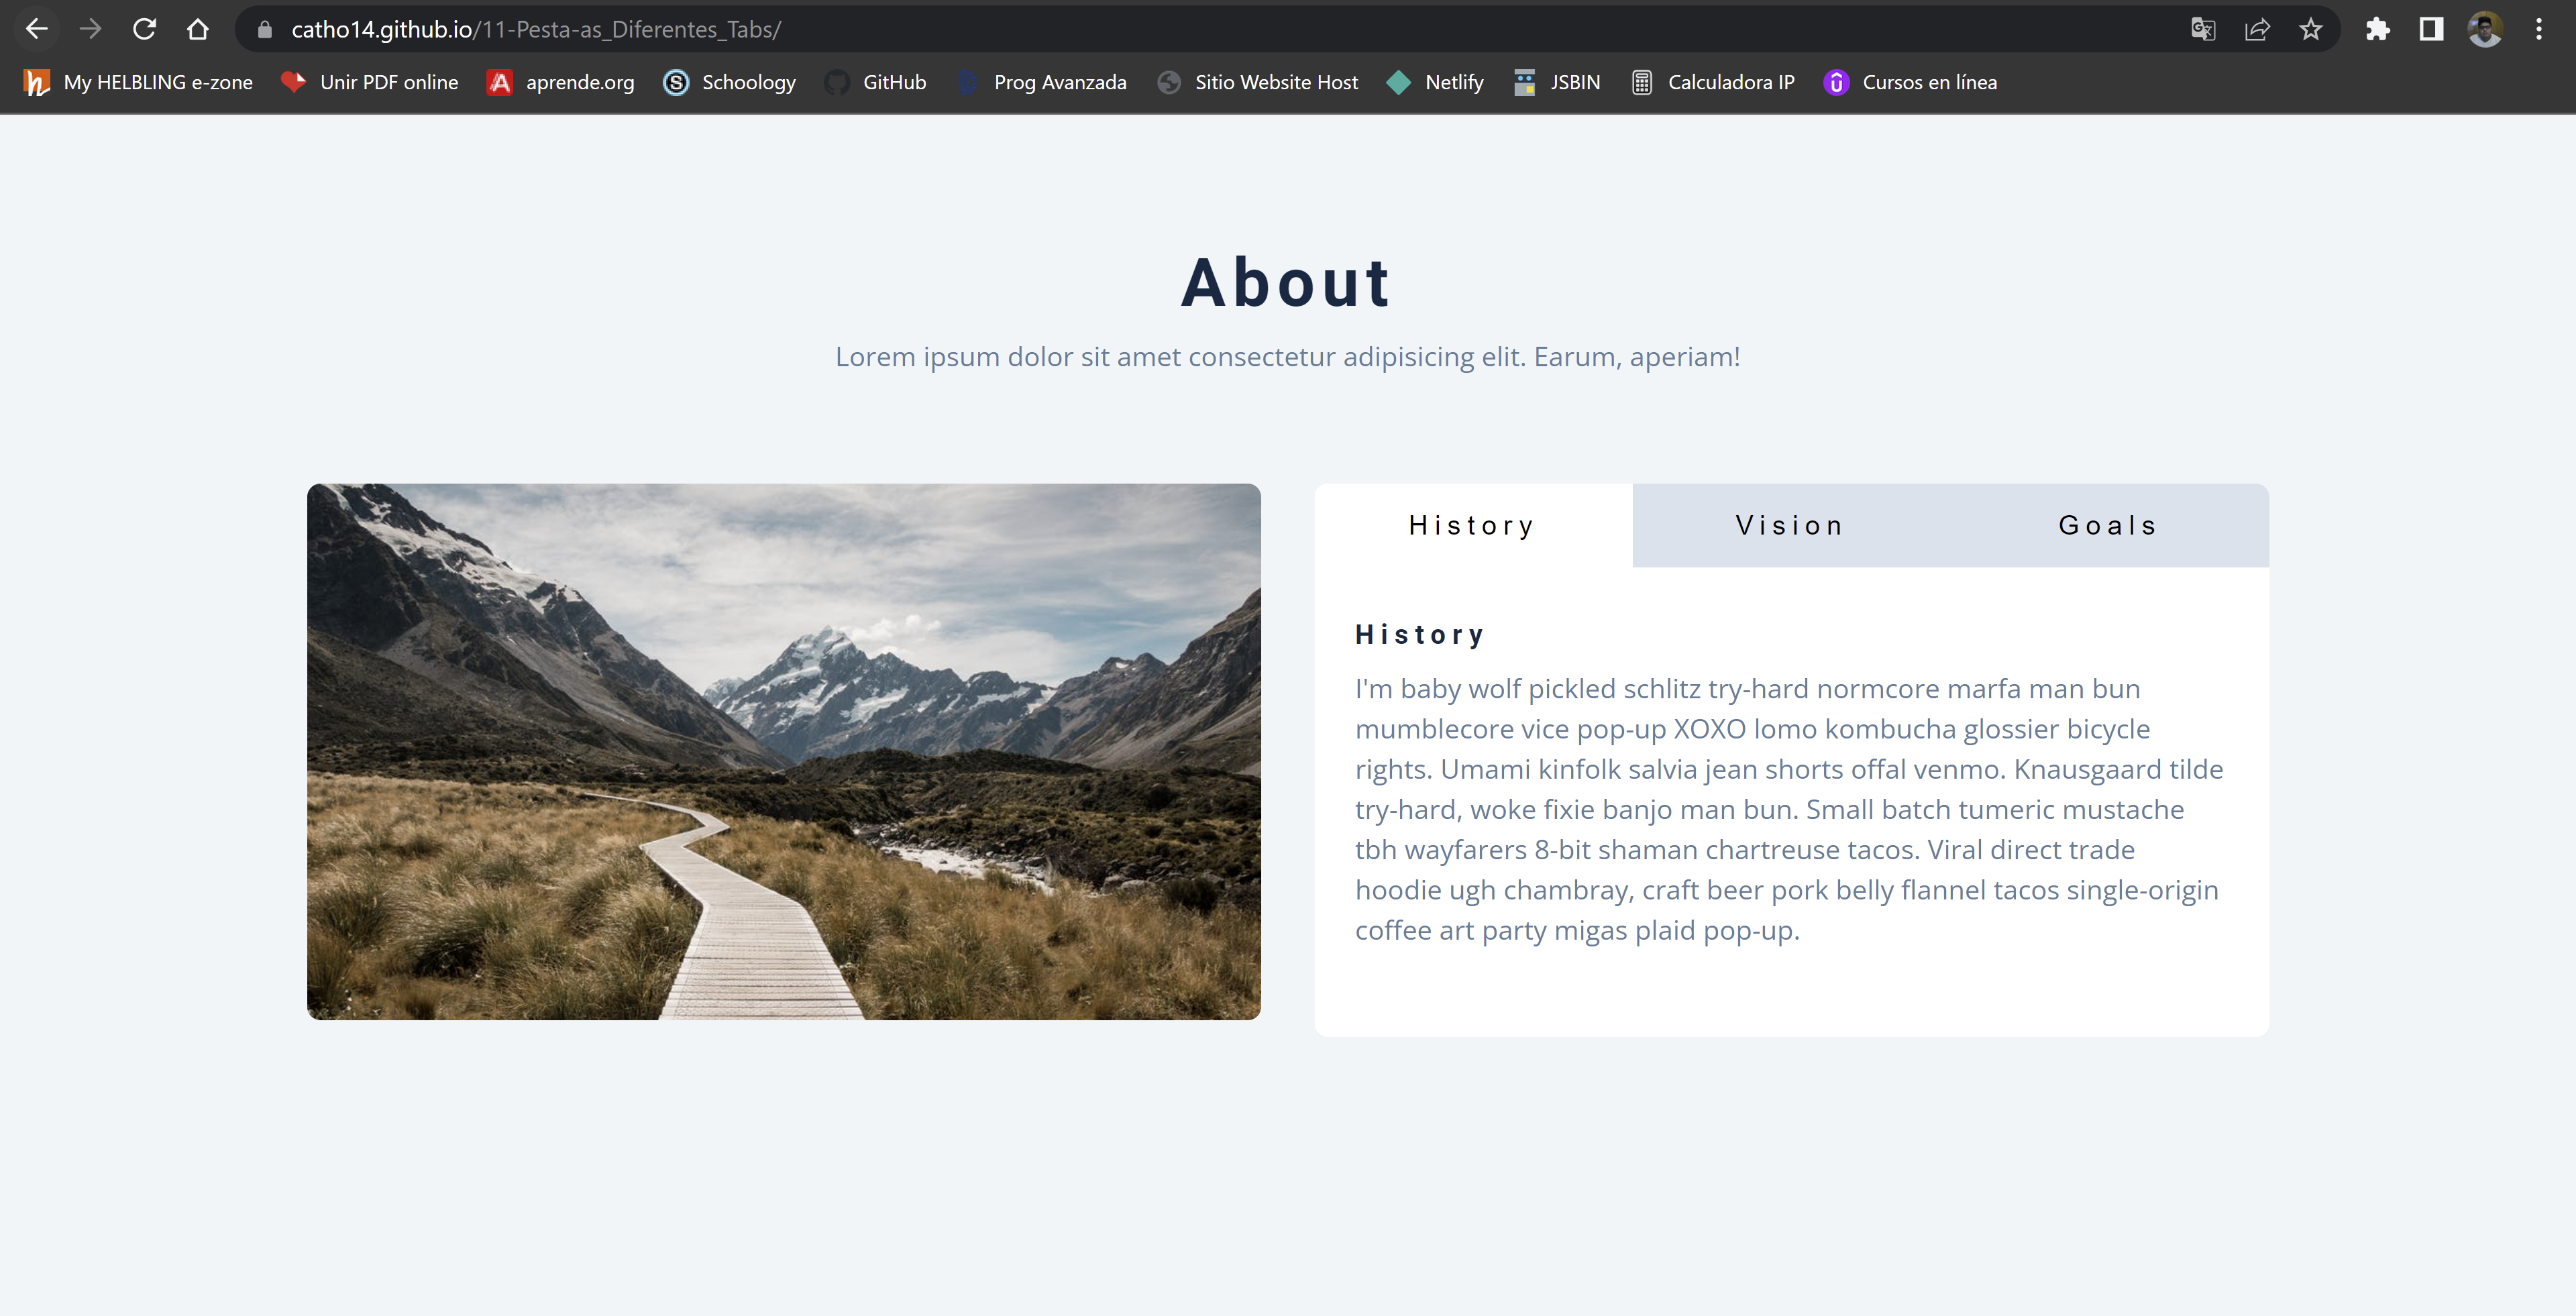 catho14.github.io/11-Pesta-as_Diferentes_Tabs/
My HELBLING e-zone Unir PDF online aprende.org Schoology GitHub Prog Avanzada Sitio Website Host Netlify JSBIN Calculadora IP Cursos en línea
About
Lorem ipsum dolor sit amet consectetur adipisicing elit. Earum, aperiam!
History Vision Goals
History
I'm baby wolf pickled schlitz try-hard normcore marfa man bun
mumblecore vice pop-up XOXO lomo kombucha glossier bicycle
rights. Umami kinfolk salvia jean shorts offal venmo. Knausgaard tilde
try-hard, woke fixie banjo man bun. Small batch tumeric mustache
tbh wayfarers 8-bit shaman chartreuse tacos. Viral direct trade
hoodie ugh chambray, craft beer pork belly flannel tacos single-origin
coffee art party migas plaid pop-up.